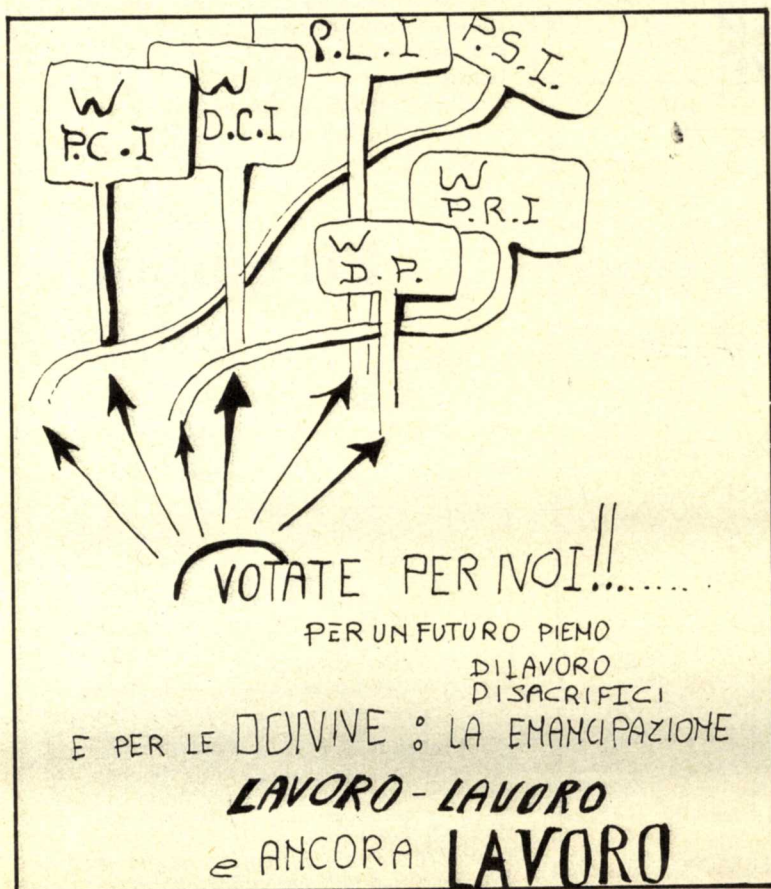 P.L.I
P.S.I.
W
P.C.I
W
D.C.I
W
P.R.I
W
D.P.
VOTATE PER NOI!!.......
PER UN FUTURO PIENO
DI LAVORO
DI SACRIFICI
E PER LE DONNE : LA EMANCIPAZIONE
LAVORO - LAVORO
e ANCORA LAVORO